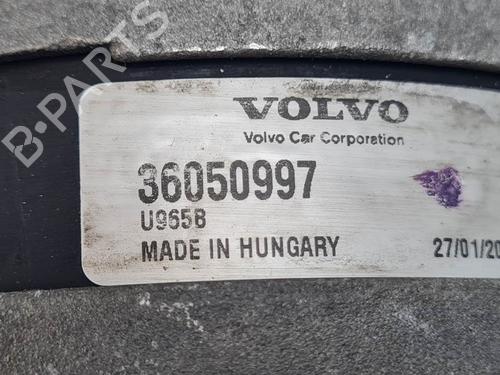 B-PARTS
VOLVO
Volvo Car Corporation
36050997
U965B
MADE IN HUNGARY 27/01/20